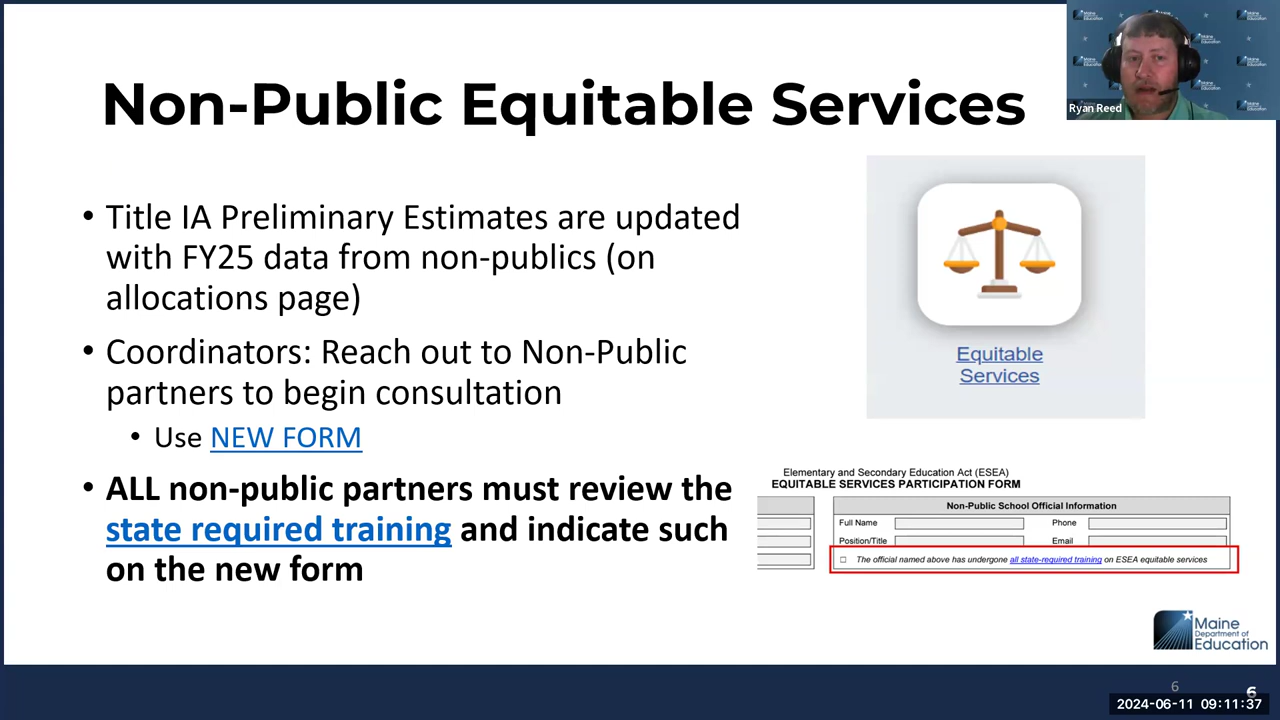 Non-Public Equitable Services
Ryan Reed
• Title IA Preliminary Estimates are updated
with FY25 data from non-publics (on
allocations page)
• Coordinators: Reach out to Non-Public
partners to begin consultation
• Use NEW FORM
• ALL non-public partners must review the
state required training and indicate such
on the new form
Equitable
Services
Elementary and Secondary Education Act (ESEA)
EQUITABLE SERVICES PARTICIPATION FORM
Non-Public School Official Information
Full Name Phone
Position/Title Email
☐ The official named above has undergone all state-required training on ESEA equitable services
Maine
Department of
Education
6
6
2024-06-11 09:11:37